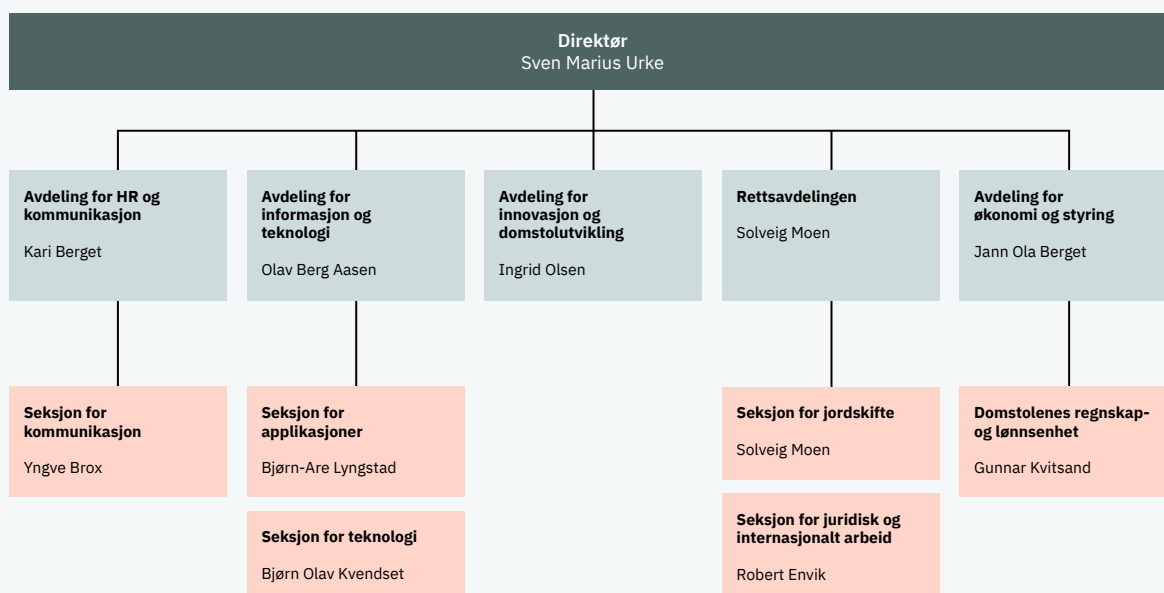 Direktør
Sven Marius Urke
Avdeling for HR og
kommunikasjon
Kari Berget
Avdeling for
informasjon og
teknologi
Olav Berg Aasen
Avdeling for
innovasjon og
domstolutvikling
Ingrid Olsen
Rettsavdelingen
Solveig Moen
Avdeling for
økonomi og styring
Jann Ola Berget
Seksjon for
kommunikasjon
Yngve Brox
Seksjon for
applikasjoner
Bjørn-Are Lyngstad
Seksjon for teknologi
Bjørn Olav Kvendset
Seksjon for jordskifte
Solveig Moen
Seksjon for juridisk og
internasjonalt arbeid
Robert Envik
Domstolenes regnskap-
og lønnsenhet
Gunnar Kvitsand